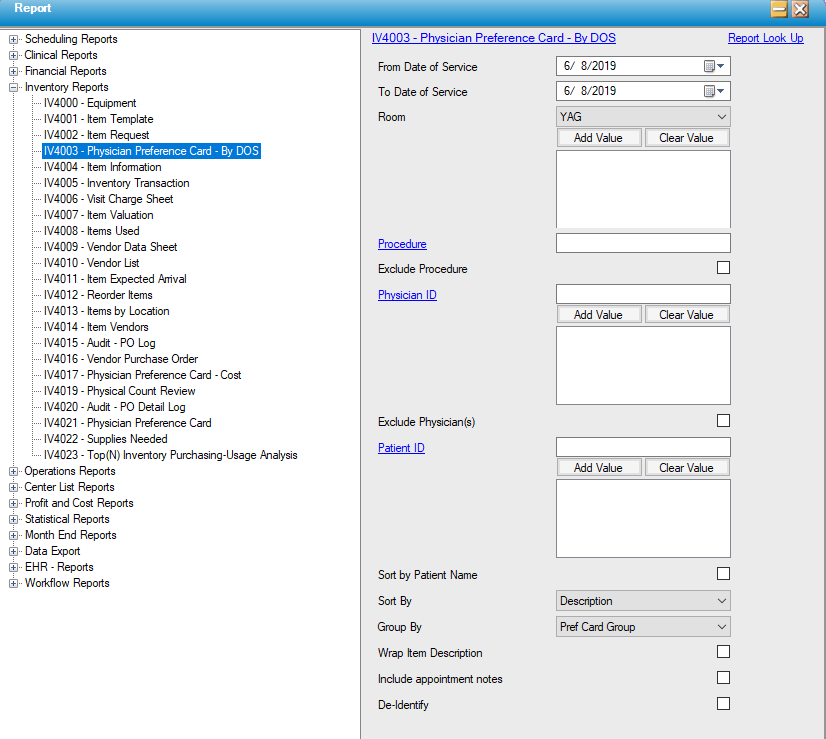 Report
Scheduling Reports
Clinical Reports
Financial Reports
Inventory Reports
IV4000 - Equipment
IV4001 - Item Template
IV4002 - Item Request
IV4003 - Physician Preference Card - By DOS
IV4004 - Item Information
IV4005 - Inventory Transaction
IV4006 - Visit Charge Sheet
IV4007 - Item Valuation
IV4008 - Items Used
IV4009 - Vendor Data Sheet
IV4010 - Vendor List
IV4011 - Item Expected Arrival
IV4012 - Reorder Items
IV4013 - Items by Location
IV4014 - Item Vendors
IV4015 - Audit - PO Log
IV4016 - Vendor Purchase Order
IV4017 - Physician Preference Card - Cost
IV4019 - Physical Count Review
IV4020 - Audit - PO Detail Log
IV4021 - Physician Preference Card
IV4022 - Supplies Needed
IV4023 - Top(N) Inventory Purchasing-Usage Analysis
Operations Reports
Center List Reports
Profit and Cost Reports
Statistical Reports
Month End Reports
Data Export
EHR - Reports
Workflow Reports
IV4003 - Physician Preference Card - By DOS Report Look Up
From Date of Service 6/ 8/2019
To Date of Service 6/ 8/2019
Room YAG
Add Value Clear Value
Procedure
Exclude Procedure
Physician ID
Add Value Clear Value
Exclude Physician(s)
Patient ID
Add Value Clear Value
Sort by Patient Name
Sort By Description
Group By Pref Card Group
Wrap Item Description
Include appointment notes
De-Identify